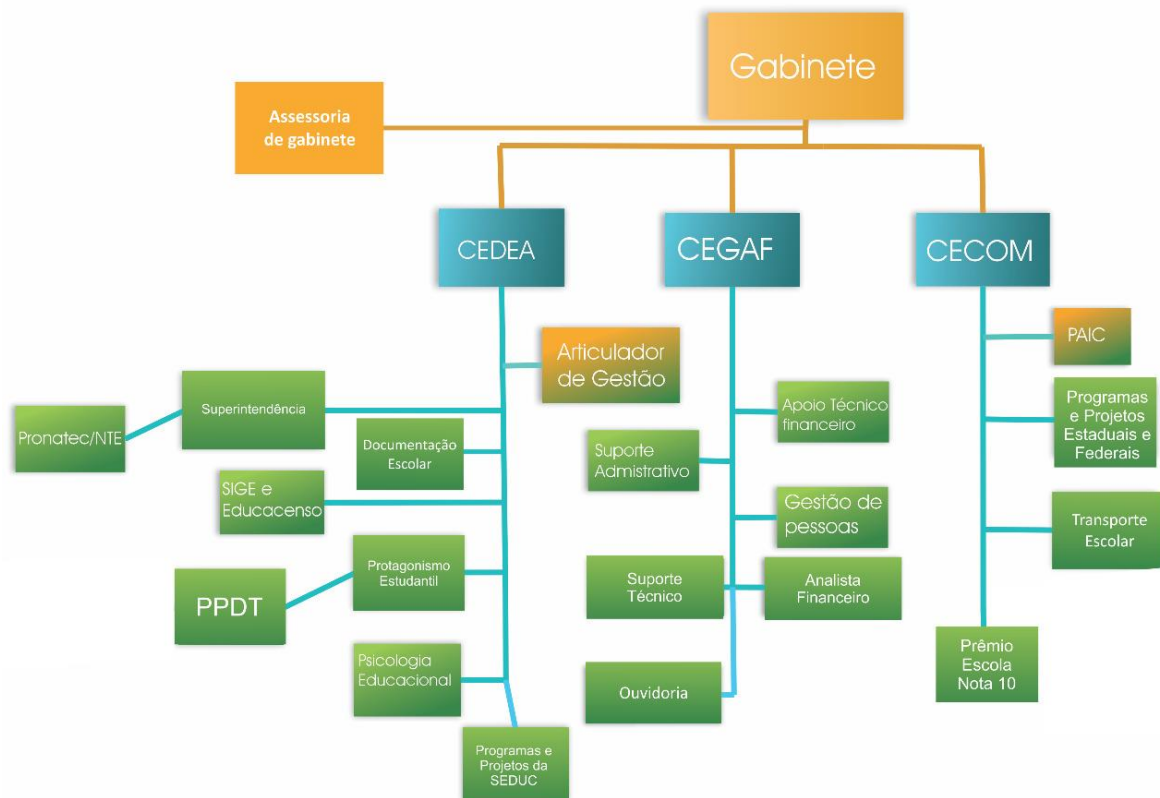 Gabinete
Assessoria
de gabinete
CEDEA
CEGAF
CECOM
Articulador
de Gestão
PAIC
Superintendência
Pronatec/NTE
Documentação
Escolar
Apoio Técnico
financeiro
Programas
e Projetos
Estaduais e
Federais
Suporte
Admistrativo
SIGE e
Educacenso
Gestão de
pessoas
Transporte
Escolar
Protagonismo
Estudantil
PPDT
Suporte
Técnico
Analista
Financeiro
Psicologia
Educacional
Ouvidoria
Prêmio
Escola
Nota 10
Programas e
Projetos da
SEDUC